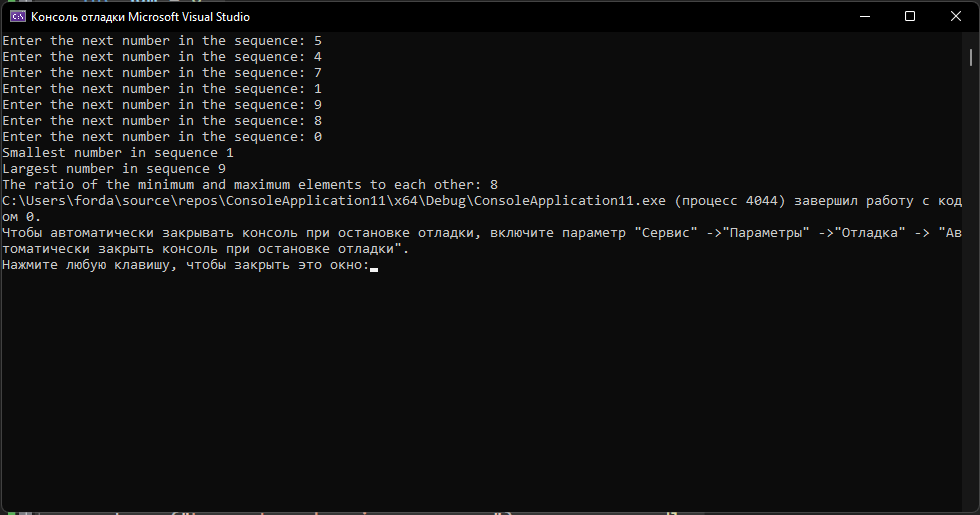 Консоль отладки Microsoft Visual Studio
Enter the next number in the sequence: 5
Enter the next number in the sequence: 4
Enter the next number in the sequence: 7
Enter the next number in the sequence: 1
Enter the next number in the sequence: 9
Enter the next number in the sequence: 8
Enter the next number in the sequence: 0
Smallest number in sequence 1
Largest number in sequence 9
The ratio of the minimum and maximum elements to each other: 8
C:\Users\forda\source\repos\ConsoleApplication11\x64\Debug\ConsoleApplication11.exe (процесс 4044) завершил работу с код
ом 0.
Чтобы автоматически закрывать консоль при остановке отладки, включите параметр "Сервис" ->"Параметры" ->"Отладка" -> "Ав
томатически закрыть консоль при остановке отладки".
Нажмите любую клавишу, чтобы закрыть это окно: